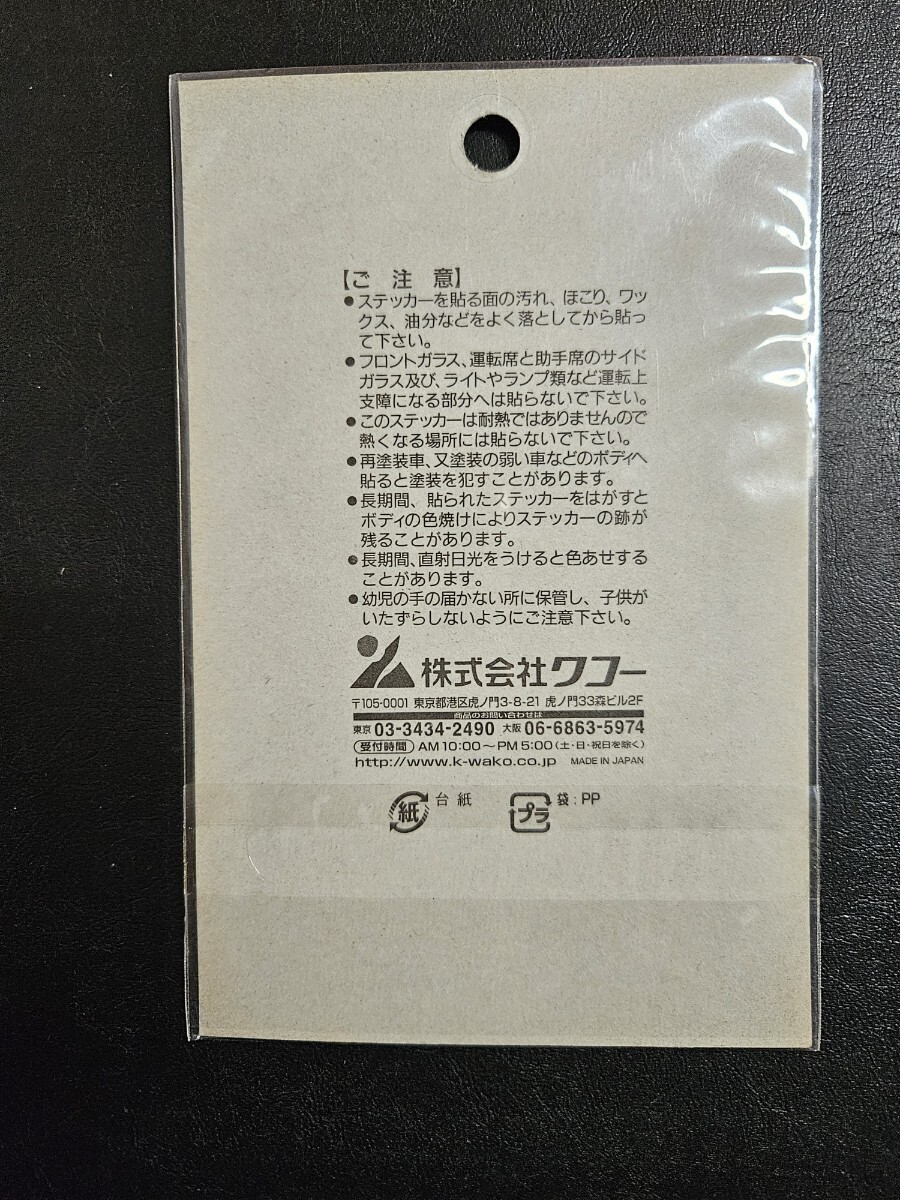 【ご注意】
●ステッカーを貼る面の汚れ、ほこり、ワッ
クス、油分などをよく落としてから貼っ
て下さい。
●フロントガラス、運転席と助手席のサイド
ガラス及び、ライトやランプ類など運転上
支障になる部分へは貼らないで下さい。
●このステッカーは耐熱ではありませんので
熱くなる場所には貼らないで下さい。
●再塗装車、又塗装の弱い車などのボディへ
貼ると塗装を犯すことがあります。
●長期間、貼られたステッカーをはがすと
ボディの色焼けによりステッカーの跡が
残ることがあります。
●長期間、直射日光をうけると色あせする
ことがあります。
●幼児の手の届かない所に保管し、子供が
いたずらしないようにご注意下さい。
株式会社ワコー
〒105-0001 東京都港区虎ノ門3-8-21 虎ノ門33森ビル2F
商品のお問い合わせは
東京 03-3434-2490 大阪 06-6863-5974
受付時間 AM10:00～PM5:00(土・日・祝日を除く)
http://www.k-wako.co.jp MADE IN JAPAN
紙 台紙 プラ 袋:PP